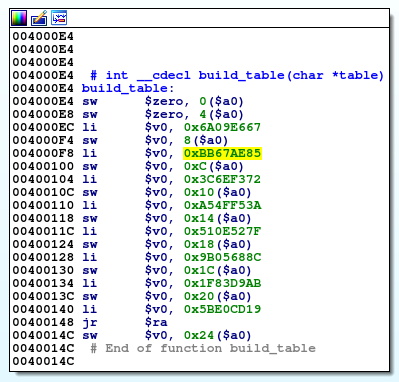 004000E4
004000E4
004000E4
004000E4 # int __cdecl build_table(char *table)
004000E4 build_table:
004000E4 sw $zero, 0($a0)
004000E8 sw $zero, 4($a0)
004000EC li $v0, 0x6A09E667
004000F4 sw $v0, 8($a0)
004000F8 li $v0, 0xBB67AE85
00400100 sw $v0, 0xC($a0)
00400104 li $v0, 0x3C6EF372
0040010C sw $v0, 0x10($a0)
00400110 li $v0, 0xA54FF53A
00400118 sw $v0, 0x14($a0)
0040011C li $v0, 0x510E527F
00400124 sw $v0, 0x18($a0)
00400128 li $v0, 0x9B05688C
00400130 sw $v0, 0x1C($a0)
00400134 li $v0, 0x1F83D9AB
0040013C sw $v0, 0x20($a0)
00400140 li $v0, 0x5BE0CD19
00400148 jr $ra
0040014C sw $v0, 0x24($a0)
0040014C # End of function build_table
0040014C